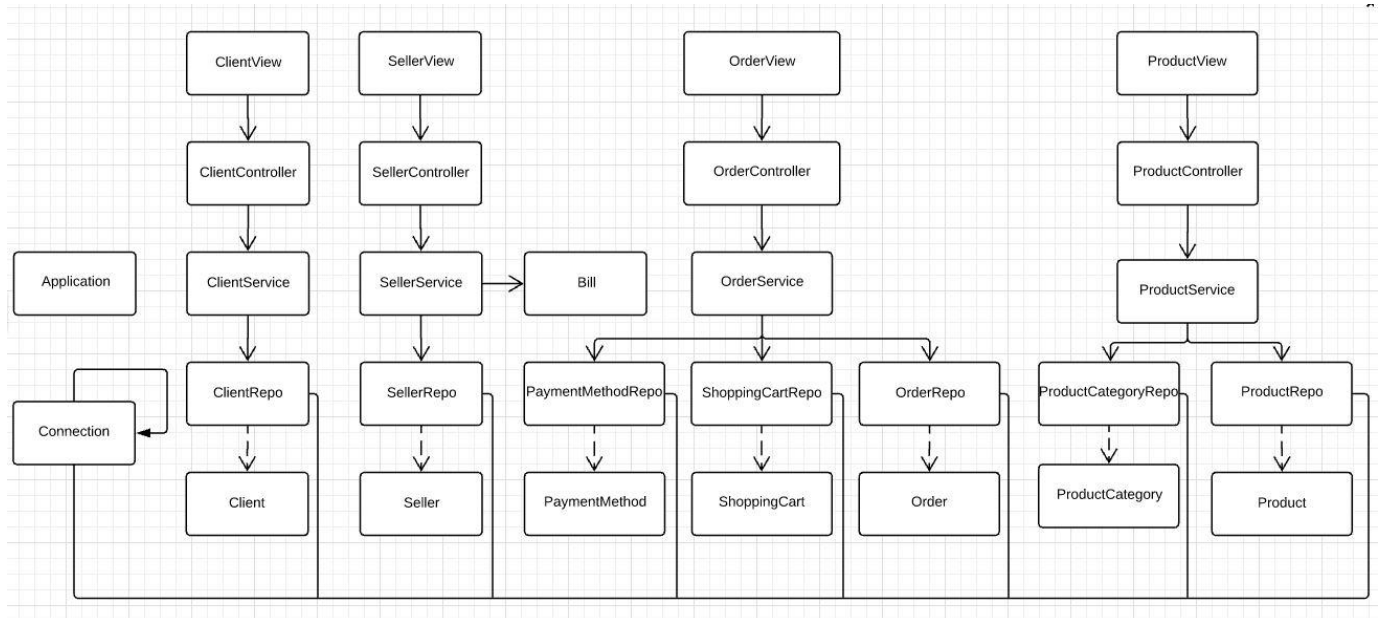 ClientView
SellerView
OrderView
ProductView
ClientController
SellerController
OrderController
ProductController
Application
ClientService
SellerService
Bill
OrderService
ProductService
Connection
ClientRepo
SellerRepo
PaymentMethodRepo
ShoppingCartRepo
OrderRepo
ProductCategoryRepo
ProductRepo
Client
Seller
PaymentMethod
ShoppingCart
Order
ProductCategory
Product